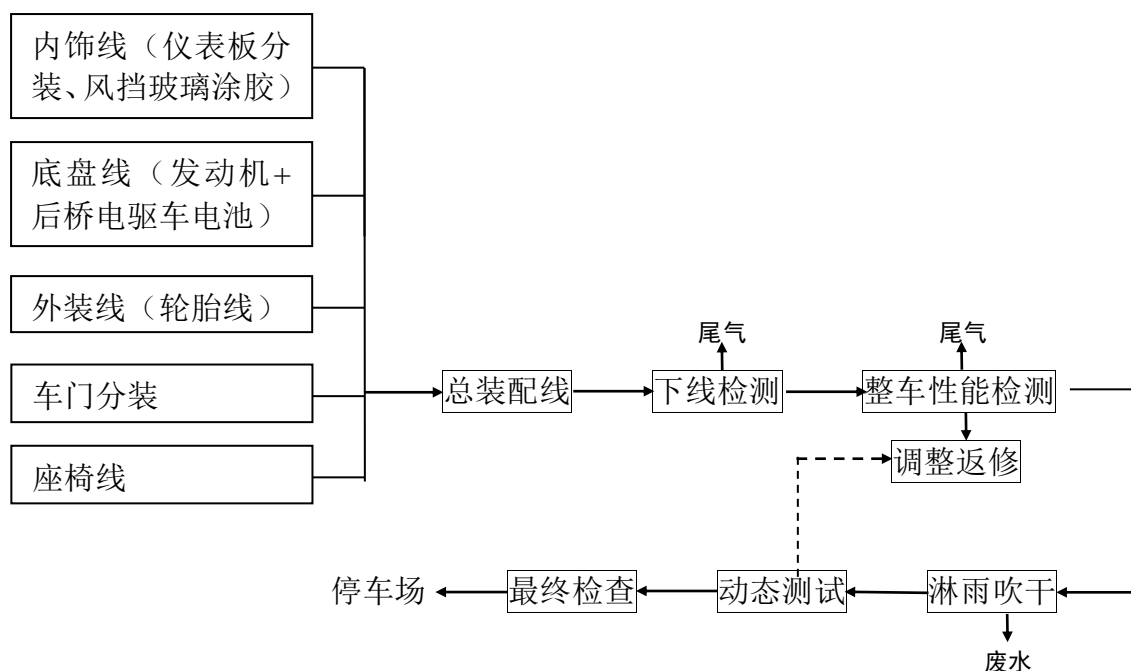 内饰线（仪表板分
装、风挡玻璃涂胶）
底盘线（发动机+
后桥电驱车电池）
外装线（轮胎线）
车门分装
座椅线
尾气
尾气
总装配线
下线检测
整车性能检测
调整返修
停车场
最终检查
动态测试
淋雨吹干
废水